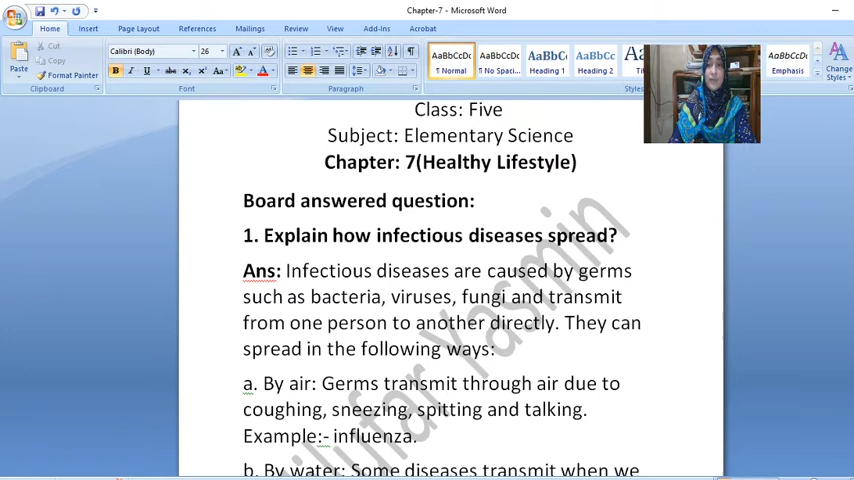 Chapter-7 - Microsoft Word
Home Insert Page Layout References Mailings Review View Add-Ins Acrobat
Paste
Cut
Copy
Format Painter
Clipboard
Calibri (Body) 26
Font
Paragraph
AaBbCcDc
¶ Normal
AaBbCcDc
¶ No Spaci...
AaBbC
Heading 1
AaBbCc
Heading 2
AaBbCcDc
Emphasis
Change
Styles
Class: Five
Subject: Elementary Science
Chapter: 7(Healthy Lifestyle)
Board answered question:
1. Explain how infectious diseases spread?
Ans: Infectious diseases are caused by germs
such as bacteria, viruses, fungi and transmit
from one person to another directly. They can
spread in the following ways:
a. By air: Germs transmit through air due to
coughing, sneezing, spitting and talking.
Example:- influenza.
b. By water: Some diseases transmit when we
Yasmin